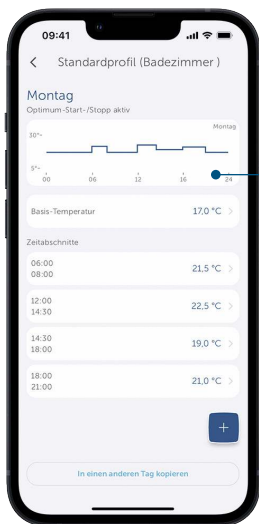 09:41
Standardprofil (Badezimmer )
Montag
Optimum-Start-/Stopp aktiv
Montag
30°-
5°-
00 06 12 16 24
Basis-Temperatur 17,0 °C
Zeitabschnitte
06:00
08:00
21,5 °C
12:00
14:30
22,5 °C
14:30
18:00
19,0 °C
18:00
21:00
21,0 °C
+
In einen anderen Tag kopieren